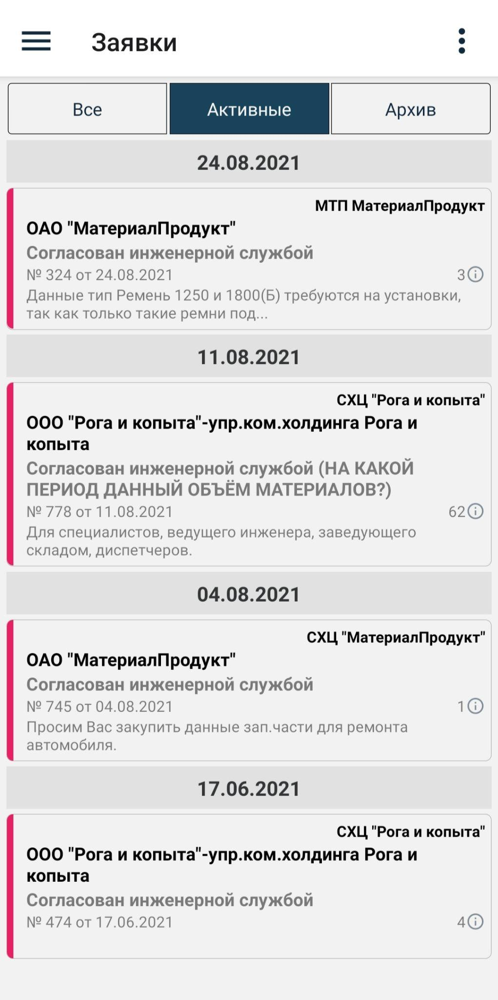 Заявки
Все
Активные
Архив
24.08.2021
МТП МатериалПродукт
ОАО "МатериалПродукт"
Согласован инженерной службой
№ 324 от 24.08.2021
3
Данные тип Ремень 1250 и 1800(Б) требуются на установки,
так как только такие ремни под...
11.08.2021
СХЦ "Рога и копыта"
ООО "Рога и копыта"-упр.ком.холдинга Рога и
копыта
Согласован инженерной службой (НА КАКОЙ
ПЕРИОД ДАННЫЙ ОБЪЁМ МАТЕРИАЛОВ?)
№ 778 от 11.08.2021
62
Для специалистов, ведущего инженера, заведующего
складом, диспетчеров.
04.08.2021
СХЦ "МатериалПродукт"
ОАО "МатериалПродукт"
Согласован инженерной службой
№ 745 от 04.08.2021
1
Просим Вас закупить данные зап.части для ремонта
автомобиля.
17.06.2021
СХЦ "Рога и копыта"
ООО "Рога и копыта"-упр.ком.холдинга Рога и
копыта
Согласован инженерной службой
№ 474 от 17.06.2021
4